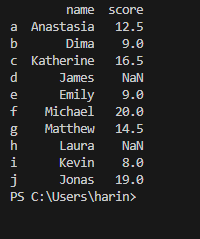 name  score
a  Anastasia   12.5
b       Dima    9.0
c  Katherine   16.5
d      James    NaN
e      Emily    9.0
f    Michael   20.0
g    Matthew   14.5
h      Laura    NaN
i      Kevin    8.0
j      Jonas   19.0
PS C:\Users\harin>